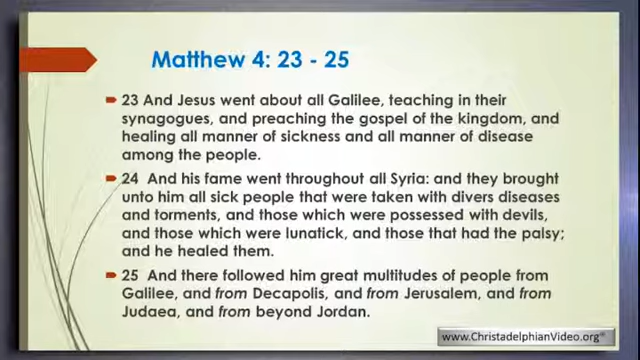 Matthew 4: 23 - 25
23 And Jesus went about all Galilee, teaching in their
synagogues, and preaching the gospel of the kingdom, and
healing all manner of sickness and all manner of disease
among the people.
24 And his fame went throughout all Syria: and they brought
unto him all sick people that were taken with divers diseases
and torments, and those which were possessed with devils,
and those which were lunatick, and those that had the palsy;
and he healed them.
25 And there followed him great multitudes of people from
Galilee, and from Decapolis, and from Jerusalem, and from
Judaea, and from beyond Jordan.
www.ChristadelphianVideo.org®